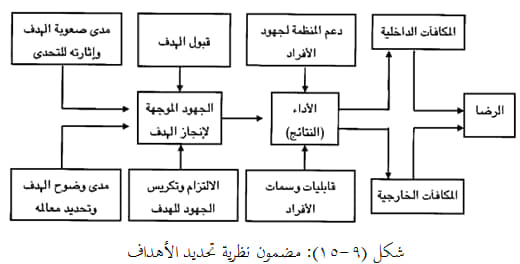 مدى صعوبة الهدف
وإثارته للتحدي
قبول الهدف
دعم المنظمة لجهود
الأفراد
المكافآت الداخلية
الجهود الموجهة
لإنجاز الهدف
الأداء
(النتائج)
الرضا
مدى وضوح الهدف
وتحديد معالمه
الالتزام وتكريس
الجهود للهدف
قابليات وسمات
الأفراد
المكافآت الخارجية
شكل (٩-١٥): مضمون نظرية تحديد الأهداف